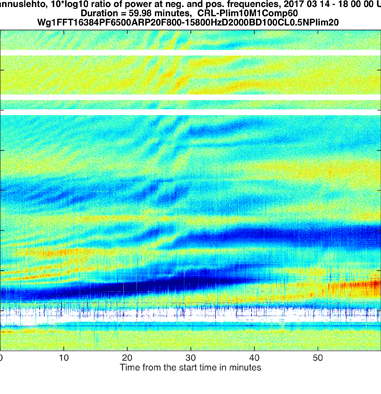 annuslehto, 10*log10 ratio of power at neg. and pos. frequencies, 2017 03 14 - 18 00 00 U
Duration = 59.98 minutes, CRL-Plim10M1Comp60
Wg1FFT16384PF6500ARP20F800-15800HzD2000BD100CL0.5NPlim20
0 10 20 30 40 50
Time from the start time in minutes